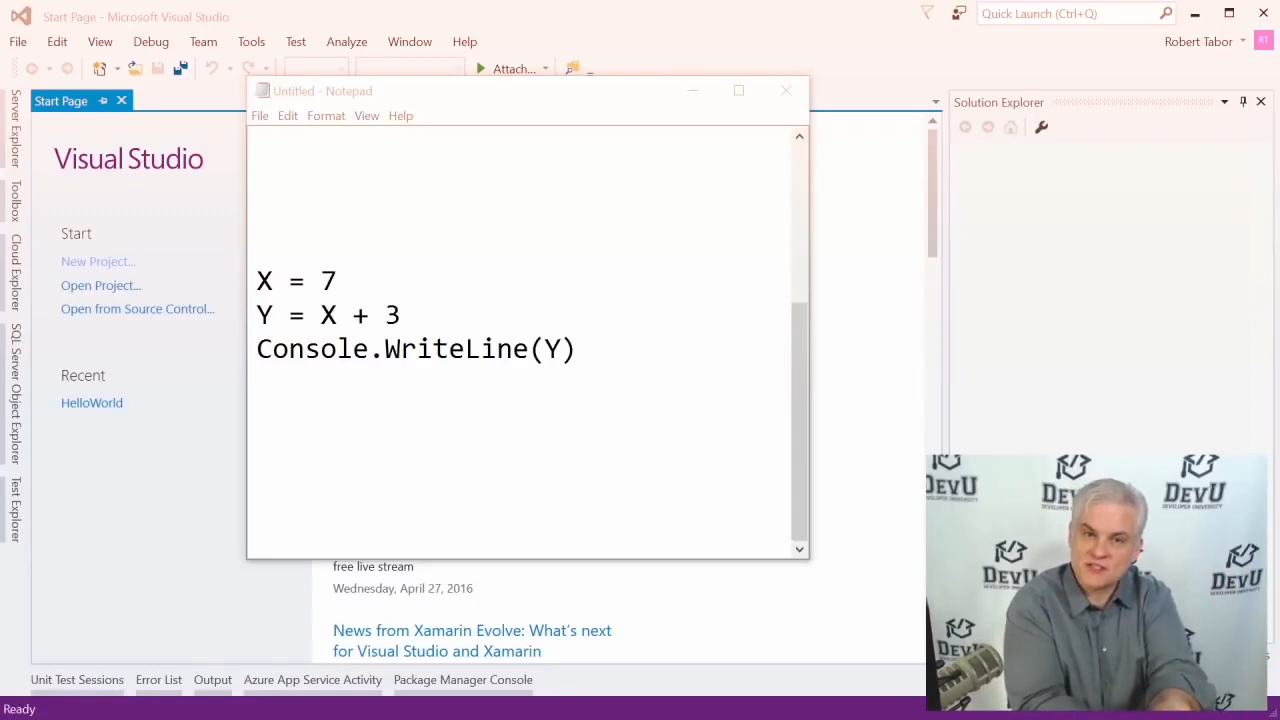 Start Page - Microsoft Visual Studio
Quick Launch (Ctrl+Q)
File Edit View Debug Team Tools Test Analyze Window Help
Robert Tabor RT
Attach...
Start Page
Server Explorer
Toolbox
Cloud Explorer
SQL Server Object Explorer
Test Explorer
Visual Studio
Start
New Project...
Open Project...
Open from Source Control...
Recent
HelloWorld
Untitled - Notepad
File Edit Format View Help
X = 7
Y = X + 3
Console.WriteLine(Y)
free live stream
Wednesday, April 27, 2016
News from Xamarin Evolve: What's next
for Visual Studio and Xamarin
Solution Explorer
DEVU
DEVELOPER UNIVERSITY
DEVU
DEVELOPER UNIVERSITY
DEVU
DEVU
Unit Test Sessions Error List Output Azure App Service Activity Package Manager Console
Ready